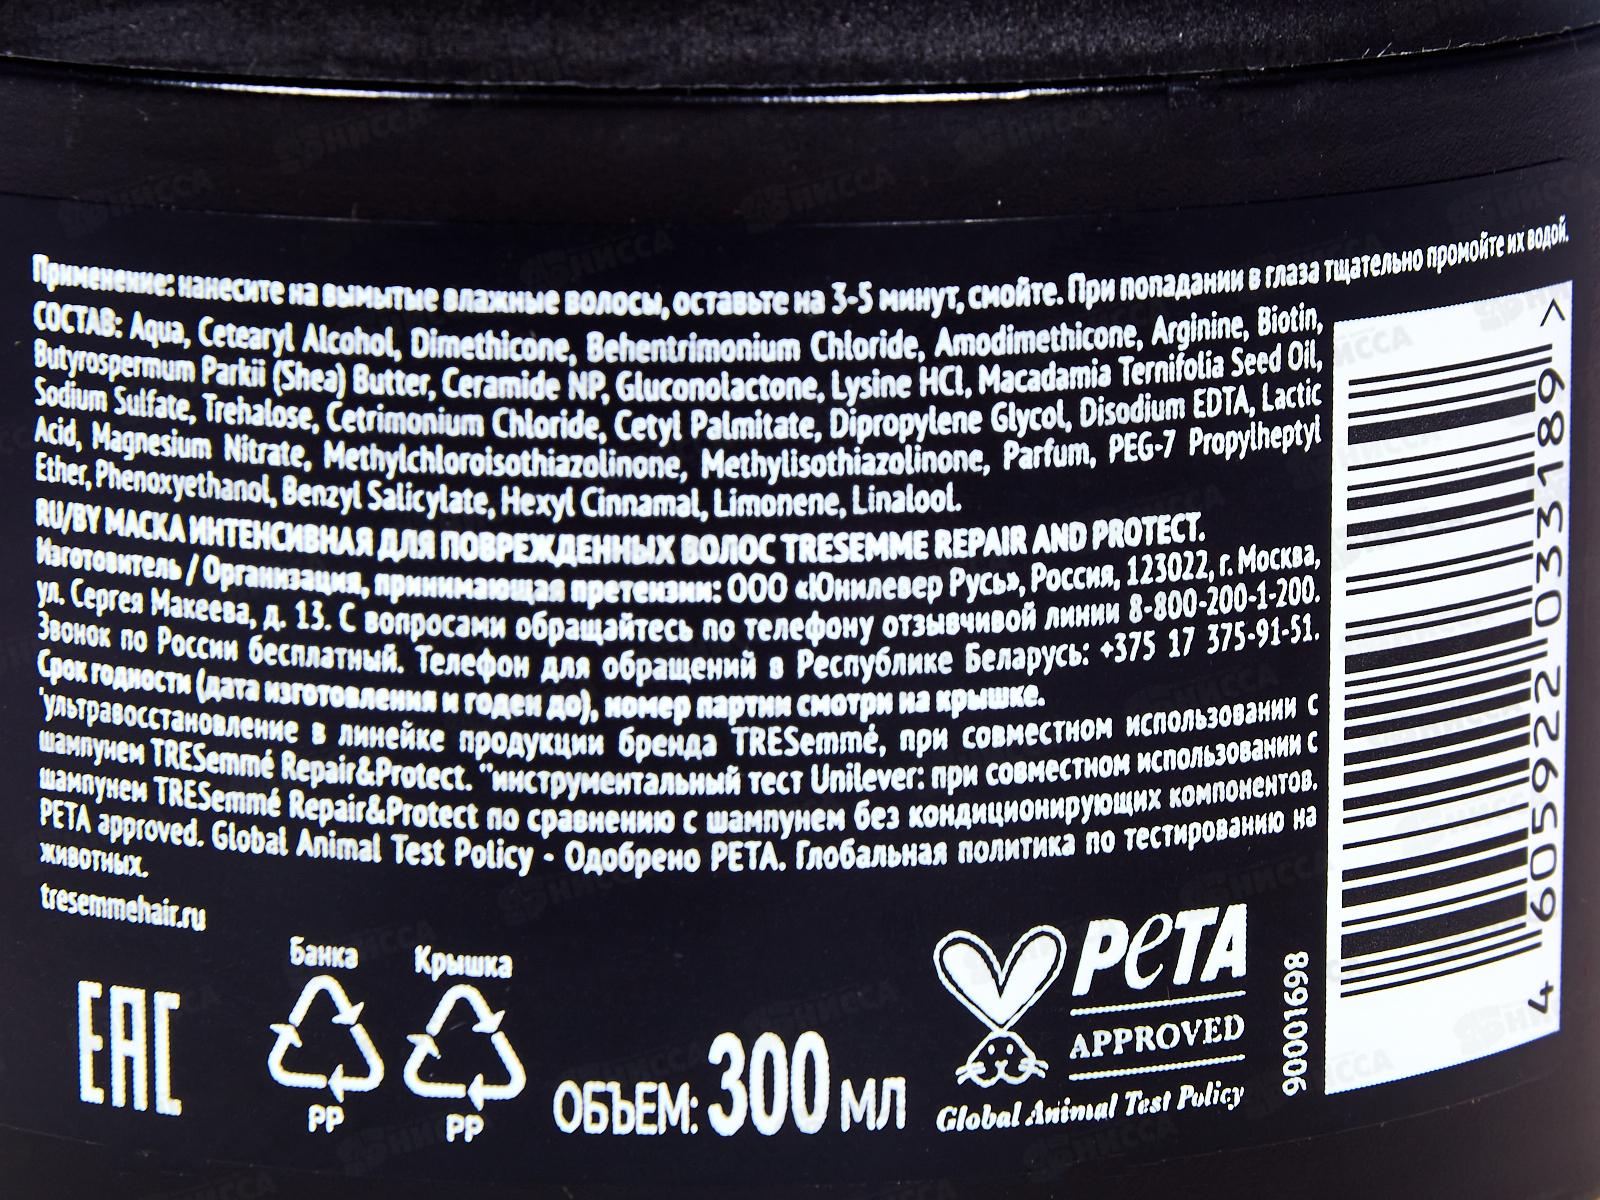 Применение: нанесите на вымытые влажные волосы, оставьте на 3-5 минут, смойте. При попадании в глаза тщательно промойте их водой.
СОСТАВ: Aqua, Cetearyl Alcohol, Dimethicone, Behentrimonium Chloride, Amodimethicone, Arginine, Biotin,
Butyrospermum Parkii (Shea) Butter, Ceramide NP, Gluconolactone, Lysine HCl, Macadamia Ternifolia Seed Oil,
Sodium Sulfate, Trehalose, Cetrimonium Chloride, Cetyl Palmitate, Dipropylene Glycol, Disodium EDTA, Lactic
Acid, Magnesium Nitrate, Methylchloroisothiazolinone, Methylisothiazolinone, Parfum, PEG-7 Propylheptyl
Ether, Phenoxyethanol, Benzyl Salicylate, Hexyl Cinnamal, Limonene, Linalool.
RU/BY МАСКА ИНТЕНСИВНАЯ ДЛЯ ПОВРЕЖДЕННЫХ ВОЛОС TRESEMME REPAIR AND PROTECT.
Изготовитель / Организация, принимающая претензии: ООО «Юнилевер Русь», Россия, 123022, г. Москва,
ул. Сергея Макеева, д. 13. С вопросами обращайтесь по телефону отзывчивой линии 8-800-200-1-200.
Звонок по России бесплатный. Телефон для обращений в Республике Беларусь: +375 17 375-91-51.
Срок годности (дата изготовления и годен до), номер партии смотри на крышке.
'ультравосстановление в линейке продукции бренда TRESemmé, при совместном использовании с
шампунем TRESemmé Repair&Protect. "инструментальный тест Unilever: при совместном использовании с
шампунем TRESemmé Repair&Protect по сравнению с шампунем без кондиционирующих компонентов.
PETA approved. Global Animal Test Policy - Одобрено PETA. Глобальная политика по тестированию на
животных.
tresemmehair.ru
EAC
Банка
PP
Крышка
PP
ОБЪЕМ: 300 МЛ
PETA
APPROVED
Global Animal Test Policy
90001698
4 605922 033189 >
НИССА